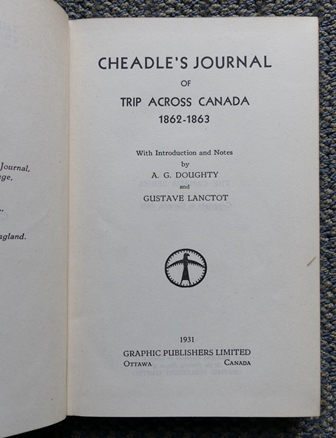 Journal,
ge,
..
gland.
CHEADLE'S JOURNAL
OF
TRIP ACROSS CANADA
1862-1863
With Introduction and Notes
by
A. G. DOUGHTY
and
GUSTAVE LANCTOT
1931
GRAPHIC PUBLISHERS LIMITED
OTTAWA CANADA